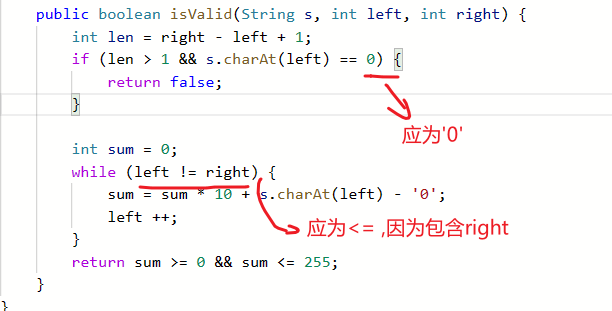 public boolean isValid(String s, int left, int right) {
int len = right - left + 1;
if (len > 1 && s.charAt(left) == 0) {
return false;
}
应为'0'
int sum = 0;
while (left != right) {
sum = sum * 10 + s.charAt(left) - '0';
left ++;
应为<= ,因为包含right
}
return sum >= 0 && sum <= 255;
}
}